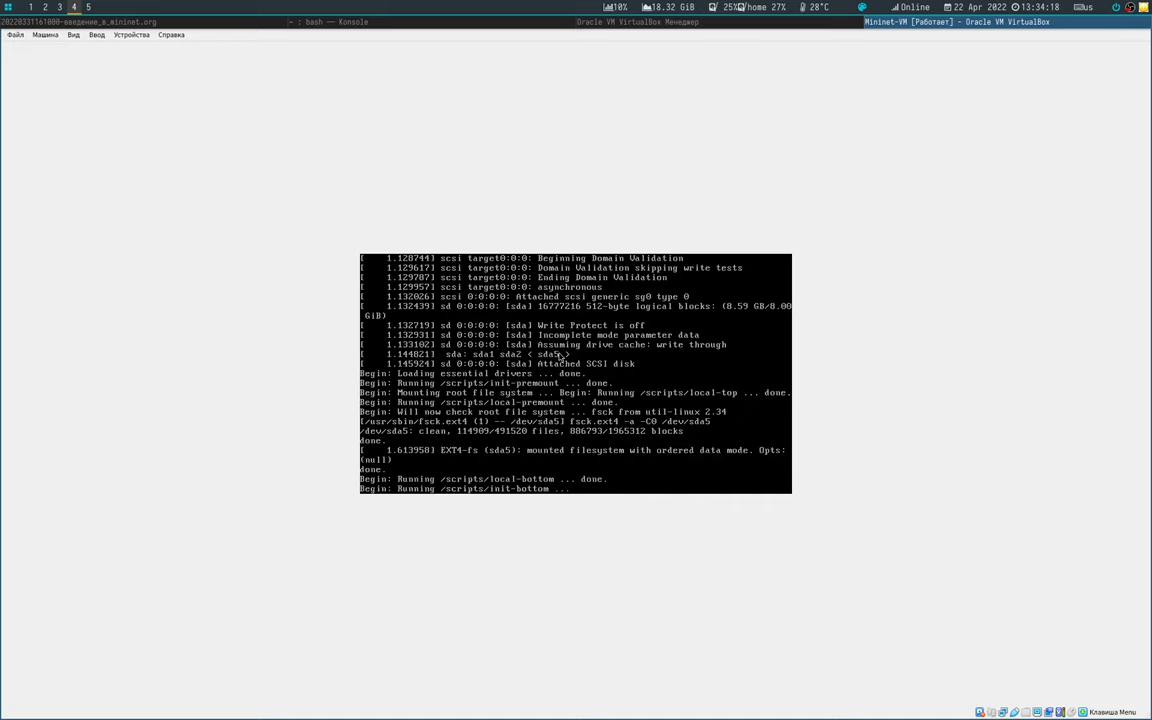 1 2 3 4 5 10% 18.32 GiB 25% /home 27% 28°C Online 22 Apr 2022 13:34:18 us
20220331161000-введение_в_mininet.org ~ : bash — Konsole Oracle VM VirtualBox Менеджер Mininet-VM [Работает] - Oracle VM VirtualBox
Файл Машина Вид Ввод Устройства Справка
[    1.128744] scsi target0:0:0: Beginning Domain Validation
[    1.129617] scsi target0:0:0: Domain Validation skipping write tests
[    1.129787] scsi target0:0:0: Ending Domain Validation
[    1.129957] scsi target0:0:0: asynchronous
[    1.132026] scsi 0:0:0:0: Attached scsi generic sg0 type 0
[    1.132439] sd 0:0:0:0: [sda] 16777216 512-byte logical blocks: (8.59 GB/8.00
GiB)
[    1.132719] sd 0:0:0:0: [sda] Write Protect is off
[    1.132931] sd 0:0:0:0: [sda] Incomplete mode parameter data
[    1.133102] sd 0:0:0:0: [sda] Assuming drive cache: write through
[    1.144821]  sda: sda1 sda2 < sda5 >
[    1.145924] sd 0:0:0:0: [sda] Attached SCSI disk
Begin: Loading essential drivers ... done.
Begin: Running /scripts/init-premount ... done.
Begin: Mounting root file system ... Begin: Running /scripts/local-top ... done.
Begin: Running /scripts/local-premount ... done.
Begin: Will now check root file system ... fsck from util-linux 2.34
[/usr/sbin/fsck.ext4 (1) -- /dev/sda5] fsck.ext4 -a -C0 /dev/sda5
/dev/sda5: clean, 114909/491520 files, 886793/1965312 blocks
done.
[    1.613958] EXT4-fs (sda5): mounted filesystem with ordered data mode. Opts:
(null)
done.
Begin: Running /scripts/local-bottom ... done.
Begin: Running /scripts/init-bottom ...
Клавиша Menu